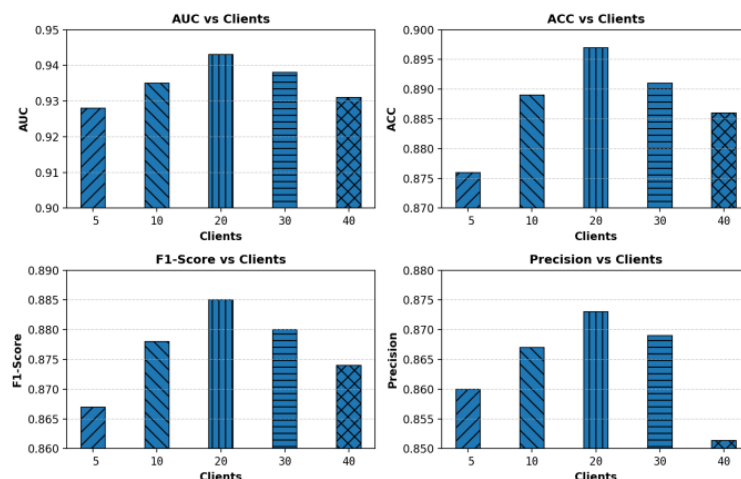 AUC vs Clients
0.95
0.94
0.93
0.92
0.91
0.90
AUC
5 10 20 30 40
Clients
ACC vs Clients
0.900
0.895
0.890
0.885
0.880
0.875
0.870
ACC
5 10 20 30 40
Clients
F1-Score vs Clients
0.890
0.885
0.880
0.875
0.870
0.865
0.860
F1-Score
5 10 20 30 40
Clients
Precision vs Clients
0.880
0.875
0.870
0.865
0.860
0.855
0.850
Precision
5 10 20 30 40
Clients